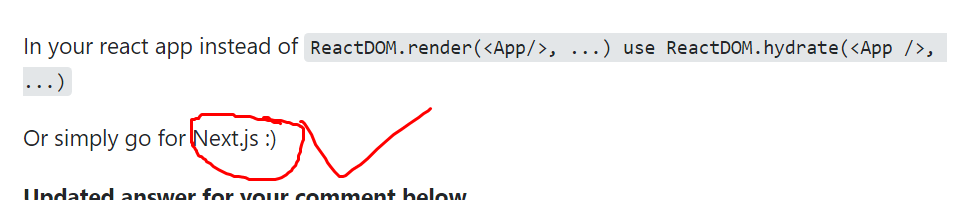 In your react app instead of ReactDOM.render(<App/>, ...) use ReactDOM.hydrate(<App />,
...)
Or simply go for Next.js :)
Updated answer for your comment below